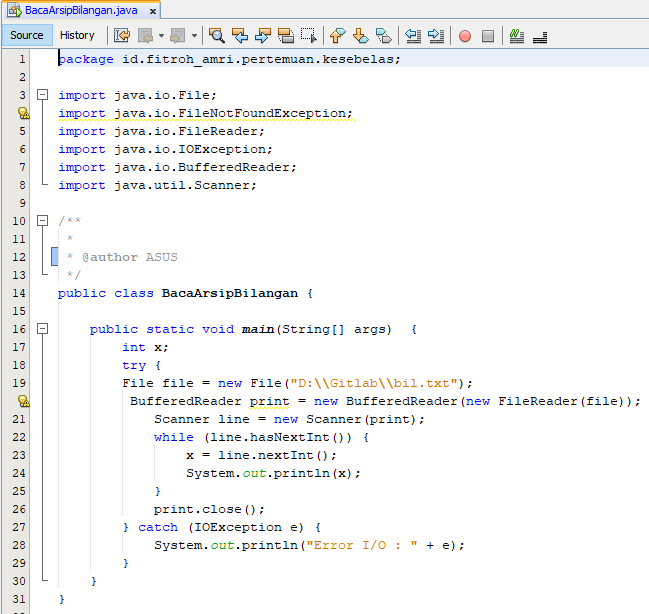 BacaArsipBilangan.java
Source History
1 package id.fitroh_amri.pertemuan.kesebelas;
2
3 import java.io.File;
import java.io.FileNotFoundException;
5 import java.io.FileReader;
6 import java.io.IOException;
7 import java.io.BufferedReader;
8 import java.util.Scanner;
9
10 /**
11 *
12 * @author ASUS
13 */
14 public class BacaArsipBilangan {
15
16 public static void main(String[] args)  {
17 int x;
18 try {
19 File file = new File("D:\\Gitlab\\bil.txt");
BufferedReader print = new BufferedReader(new FileReader(file));
21 Scanner line = new Scanner(print);
22 while (line.hasNextInt()) {
23 x = line.nextInt();
24 System.out.println(x);
25 }
26 print.close();
27 } catch (IOException e) {
28 System.out.println("Error I/O : " + e);
29 }
30 }
31 }